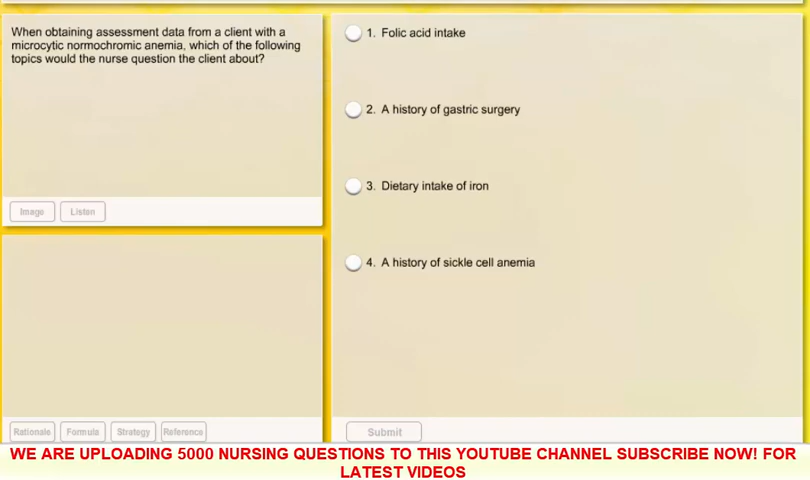 When obtaining assessment data from a client with a
microcytic normochromic anemia, which of the following
topics would the nurse question the client about?
1. Folic acid intake
2. A history of gastric surgery
3. Dietary intake of iron
4. A history of sickle cell anemia
Image Listen
Rationale Formula Strategy Reference
Submit
WE ARE UPLOADING 5000 NURSING QUESTIONS TO THIS YOUTUBE CHANNEL SUBSCRIBE NOW! FOR
LATEST VIDEOS